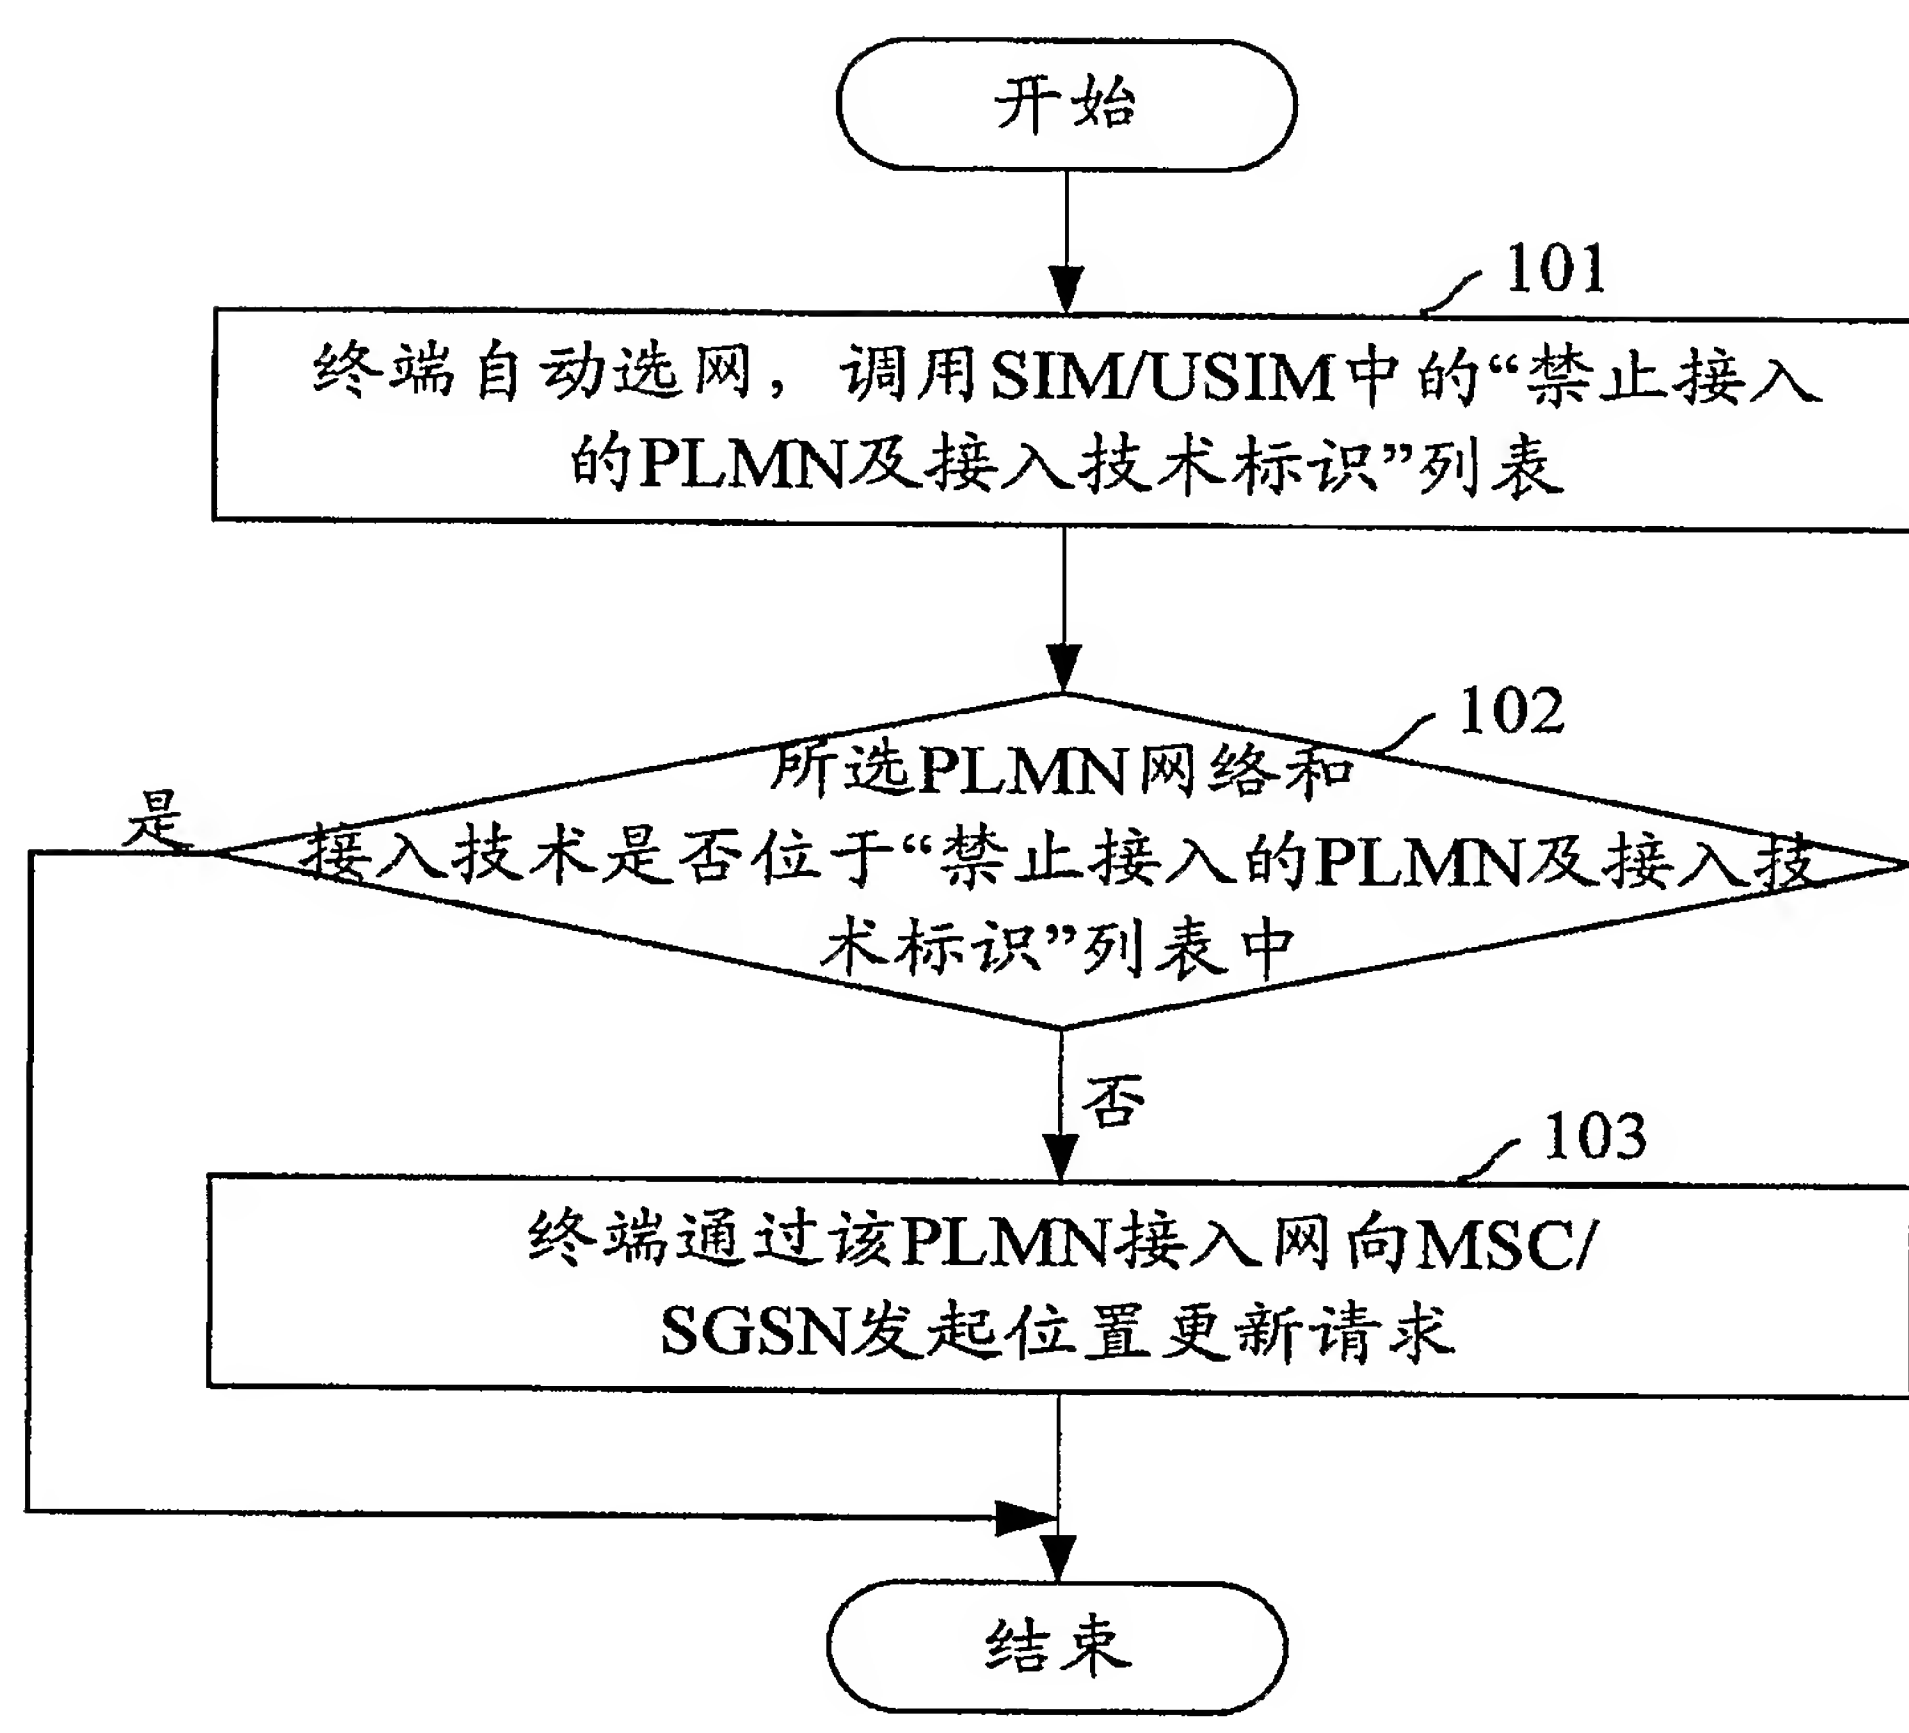 开始
101
终端自动选网，调用SIM/USIM中的“禁止接入
的PLMN及接入技术标识”列表
102
所选PLMN网络和
是
接入技术是否位于“禁止接入的PLMN及接入技
术标识”列表中
否
103
终端通过该PLMN接入网向MSC/
SGSN发起位置更新请求
结束